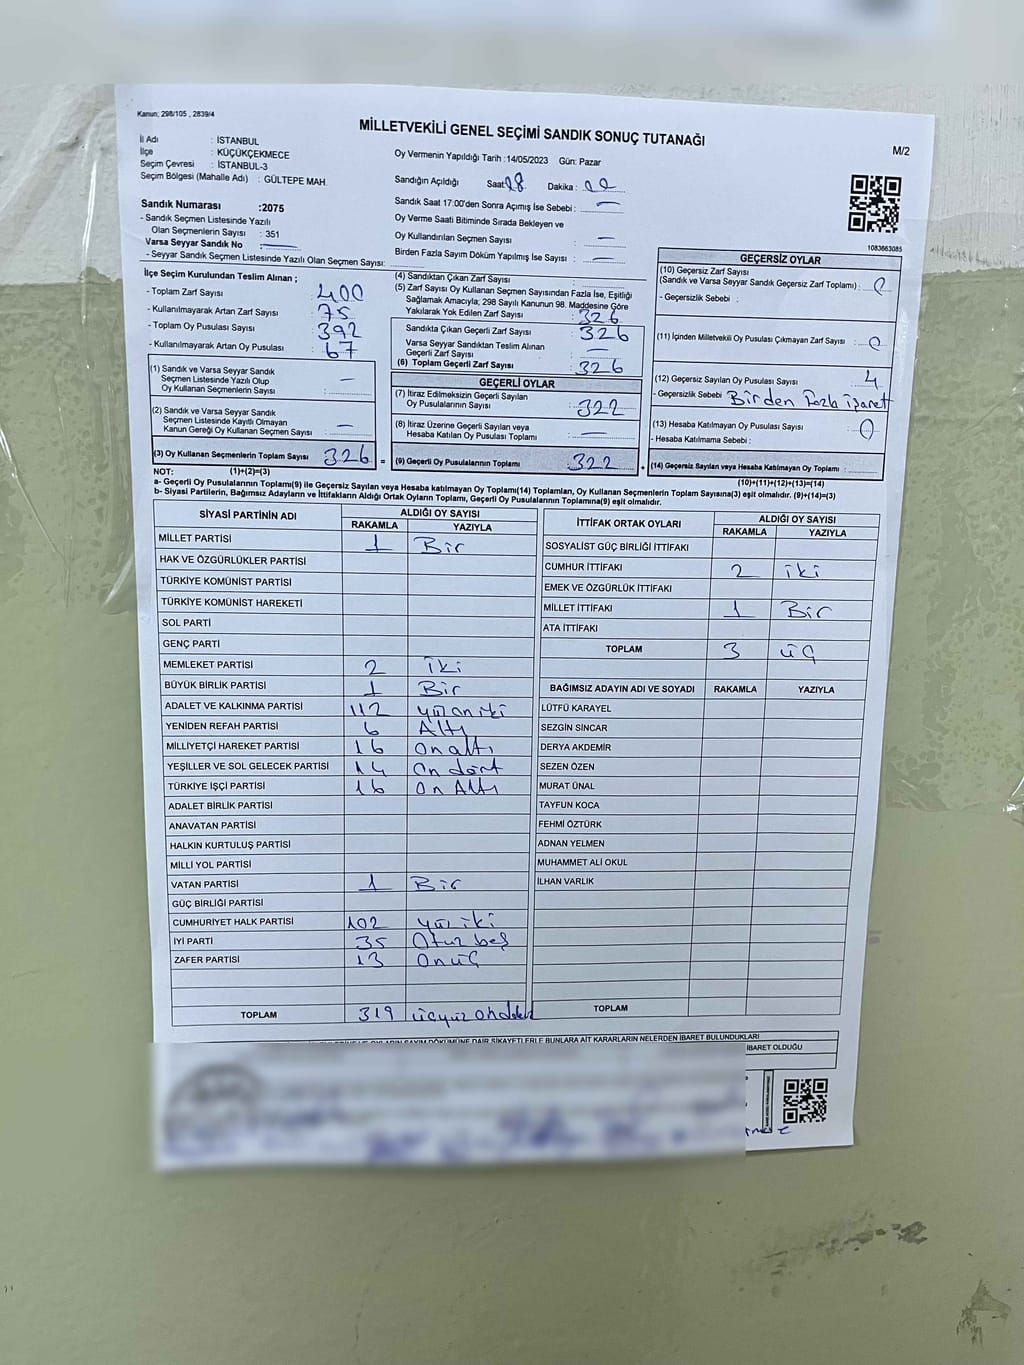 Kanun; 298/105 , 2839/4
MİLLETVEKİLİ GENEL SEÇİMİ SANDIK SONUÇ TUTANAĞI
M/2
İl Adı : İSTANBUL
İlçe : KÜÇÜKÇEKMECE
Seçim Çevresi : İSTANBUL-3
Seçim Bölgesi (Mahalle Adı) : GÜLTEPE MAH.
Oy Vermenin Yapıldığı Tarih :14/05/2023 Gün: Pazar
Sandığın Açıldığı Saat: 08 Dakika : 00
Sandık Saat 17:00'den Sonra Açımış İse Sebebi : —
Oy Verme Saati Bitiminde Sırada Bekleyen ve
Oy Kullandırılan Seçmen Sayısı : —
Birden Fazla Sayım Döküm Yapılmış İse Sayısı : —
1083663085
Sandık Numarası :2075
- Sandık Seçmen Listesinde Yazılı
Olan Seçmenlerin Sayısı : 351
Varsa Seyyar Sandık No : —
- Seyyar Sandık Seçmen Listesinde Yazılı Olan Seçmen Sayısı:
İlçe Seçim Kurulundan Teslim Alınan ;
- Toplam Zarf Sayısı : 400
- Kullanılmayarak Artan Zarf Sayısı : 75
- Toplam Oy Pusulası Sayısı : 392
- Kullanılmayarak Artan Oy Pusulası : 67
(1) Sandık ve Varsa Seyyar Sandık
Seçmen Listesinde Yazılı Olup
Oy Kullanan Seçmenlerin Sayısı : —
(2) Sandık ve Varsa Seyyar Sandık
Seçmen Listesinde Kayıtlı Olmayan
Kanun Gereği Oy Kullanan Seçmen Sayısı : —
(3) Oy Kullanan Seçmenlerin Toplam Sayısı 326 =
(4) Sandıktan Çıkan Zarf Sayısı :
(5) Zarf Sayısı Oy Kullanan Seçmen Sayısından Fazla İse, Eşitliği
Sağlamak Amacıyla; 298 Sayılı Kanunun 98. Maddesine Göre
Yakılarak Yok Edilen Zarf Sayısı : 326
Sandıkta Çıkan Geçerli Zarf Sayısı : 326
Varsa Seyyar Sandıktan Teslim Alınan
Geçerli Zarf Sayısı : —
(6) Toplam Geçerli Zarf Sayısı : 326
GEÇERLİ OYLAR
(7) İtiraz Edilmeksizin Geçerli Sayılan
Oy Pusulalarının Sayısı : 322
(8) İtiraz Üzerine Geçerli Sayılan veya
Hesaba Katılan Oy Pusulası Toplamı : —
(9) Geçerli Oy Pusulalarının Toplamı 322 +
GEÇERSİZ OYLAR
(10) Geçersiz Zarf Sayısı
(Sandık ve Varsa Seyyar Sandık Geçersiz Zarf Toplamı) : 0
- Geçersizlik Sebebi :
(11) İçinden Milletvekili Oy Pusulası Çıkmayan Zarf Sayısı : 0
(12) Geçersiz Sayılan Oy Pusulası Sayısı : 4
- Geçersizlik Sebebi Birden Fazla işaret
(13) Hesaba Katılmayan Oy Pusulası Sayısı : 0
- Hesaba Katılmama Sebebi :
(14) Geçersiz Sayılan veya Hesaba Katılmayan Oy Toplamı :
NOT: (1)+(2)=(3)
(10)+(11)+(12)+(13)=(14)
a- Geçerli Oy Pusulalarının Toplamı(9) ile Geçersiz Sayılan veya Hesaba katılmayan Oy Toplamı(14) Toplamları, Oy Kullanan Seçmenlerin Toplam Sayısına(3) eşit olmalıdır. (9)+(14)=(3)
b- Siyasi Partilerin, Bağımsız Adayların ve İttifakların Aldığı Ortak Oyların Toplamı, Geçerli Oy Pusulalarının Toplamına(9) eşit olmalıdır.
SİYASİ PARTİNİN ADI ALDIĞI OY SAYISI
RAKAMLA YAZIYLA
MİLLET PARTİSİ 1 Bir
HAK VE ÖZGÜRLÜKLER PARTİSİ
TÜRKİYE KOMÜNİST PARTİSİ
TÜRKİYE KOMÜNİST HAREKETİ
SOL PARTİ
GENÇ PARTİ
MEMLEKET PARTİSİ 2 iki
BÜYÜK BİRLİK PARTİSİ 1 Bir
ADALET VE KALKINMA PARTİSİ 112 yüzoniki
YENİDEN REFAH PARTİSİ 6 Altı
MİLLİYETÇİ HAREKET PARTİSİ 16 on altı
YEŞİLLER VE SOL GELECEK PARTİSİ 14 on dört
TÜRKİYE İŞÇİ PARTİSİ 16 on Altı
ADALET BİRLİK PARTİSİ
ANAVATAN PARTİSİ
HALKIN KURTULUŞ PARTİSİ
MİLLİ YOL PARTİSİ
VATAN PARTİSİ 1 Bir
GÜÇ BİRLİĞİ PARTİSİ
CUMHURİYET HALK PARTİSİ 102 yüz iki
İYİ PARTİ 35 otuz beş
ZAFER PARTİSİ 13 onüç
TOPLAM 319
İTTİFAK ORTAK OYLARI ALDIĞI OY SAYISI
RAKAMLA YAZIYLA
SOSYALİST GÜÇ BİRLİĞİ İTTİFAKI
CUMHUR İTTİFAKI 2 iki
EMEK VE ÖZGÜRLÜK İTTİFAKI
MİLLET İTTİFAKI 1 Bir
ATA İTTİFAKI
TOPLAM 3 üç
BAĞIMSIZ ADAYIN ADI VE SOYADI RAKAMLA YAZIYLA
LÜTFÜ KARAYEL
SEZGİN SİNCAR
DERYA AKDEMİR
SEZEN ÖZEN
MURAT ÜNAL
TAYFUN KOCA
FEHMİ ÖZTÜRK
ADNAN YELMEN
MUHAMMET ALİ OKUL
İLHAN VARLIK
TOPLAM
SAYIM DÖKÜMÜNE DAİR ŞİKAYETLERLE BUNLARA AİT KARARLARIN NELERDEN İBARET BULUNDUKLARI
İBARET OLDUĞU